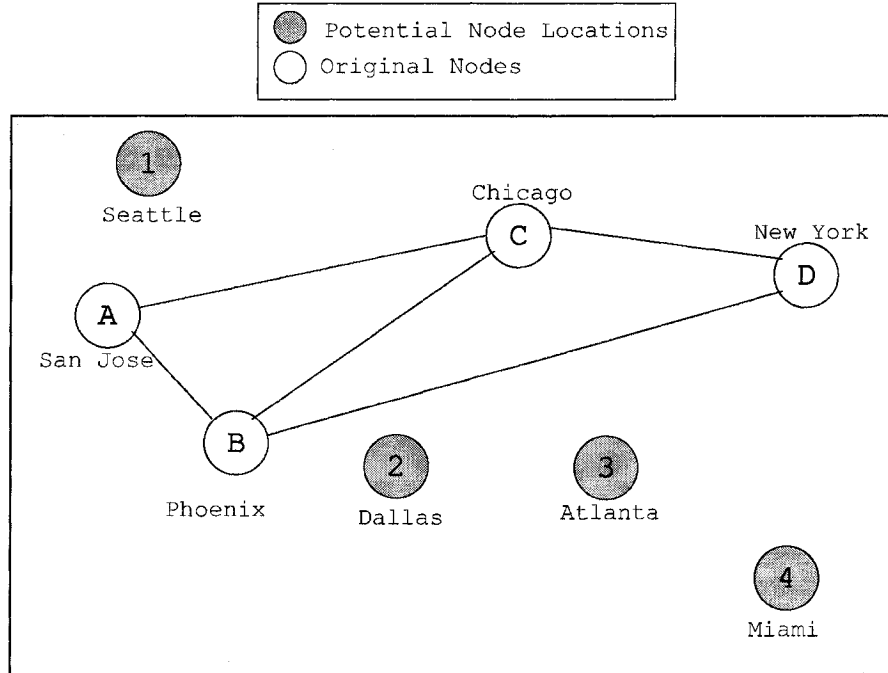 Potential Node Locations
Original Nodes
1
Seattle
Chicago
C
New York
D
A
San Jose
B
Phoenix
2
Dallas
3
Atlanta
4
Miami